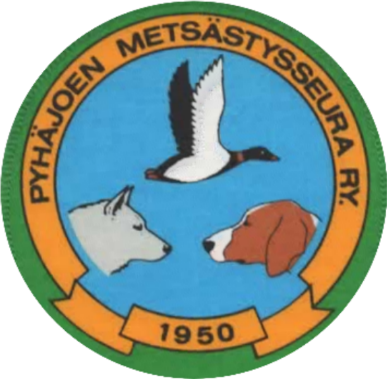 PYHÄJOEN METSÄSTYSSEURA RY.
1950